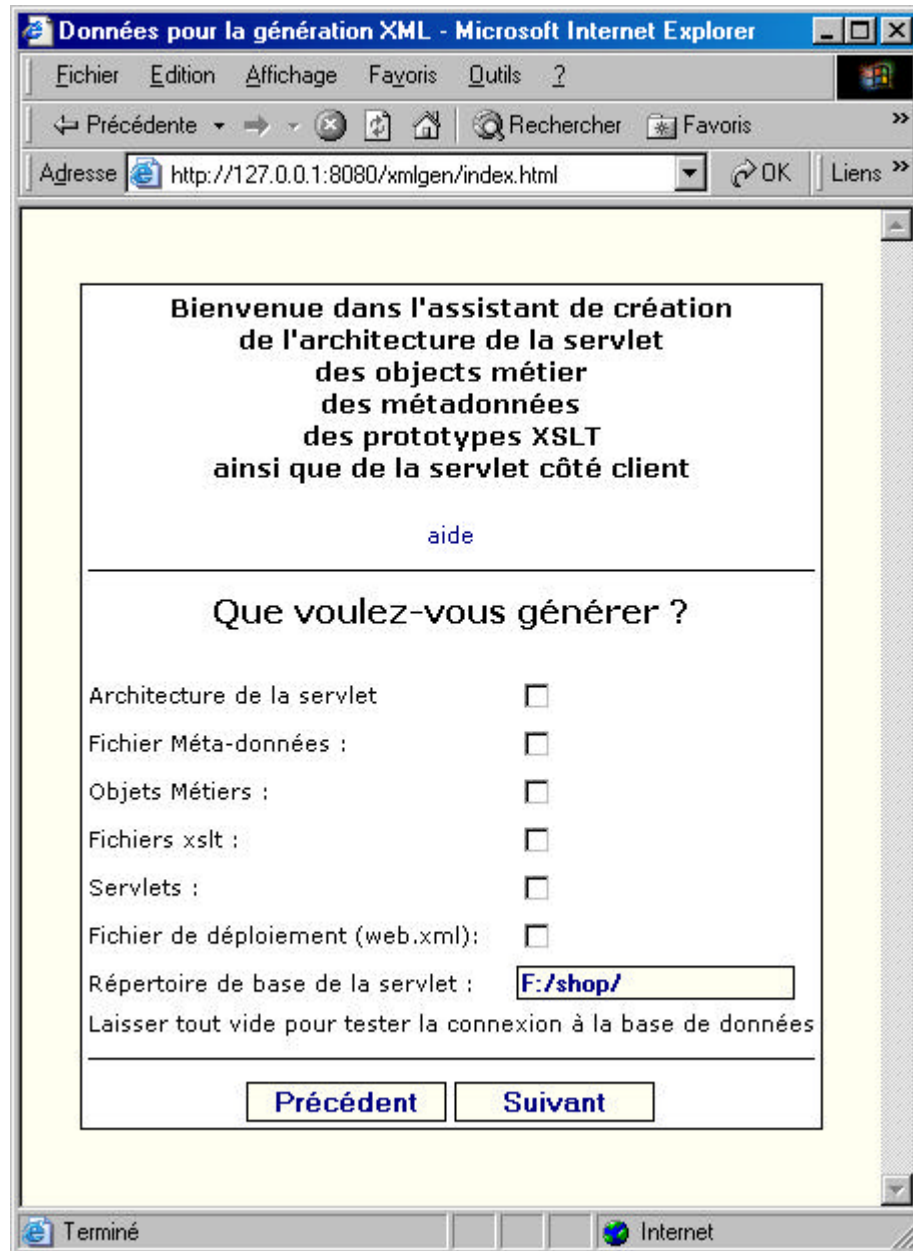 Données pour la génération XML - Microsoft Internet Explorer
Fichier Edition Affichage Favoris Outils ?
Précédente Rechercher Favoris »
Adresse http://127.0.0.1:8080/xmlgen/index.html OK Liens »
Bienvenue dans l'assistant de création
de l'architecture de la servlet
des objects métier
des métadonnées
des prototypes XSLT
ainsi que de la servlet côté client
aide
Que voulez-vous générer ?
Architecture de la servlet
Fichier Méta-données :
Objets Métiers :
Fichiers xslt :
Servlets :
Fichier de déploiement (web.xml):
Répertoire de base de la servlet : F:/shop/
Laisser tout vide pour tester la connexion à la base de données
Précédent Suivant
Terminé Internet